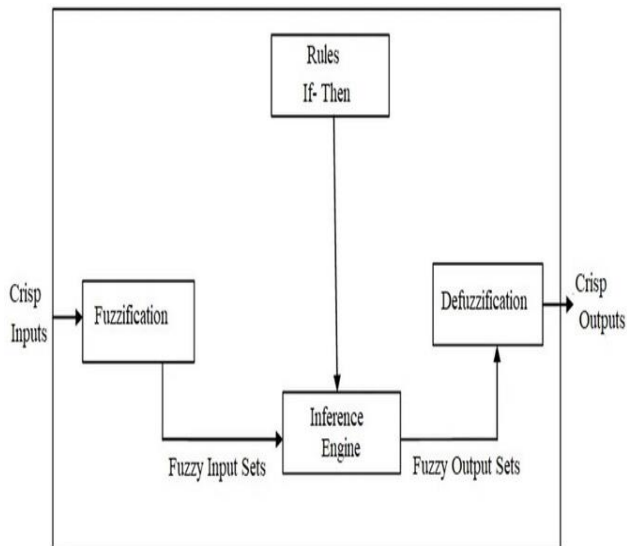 Rules
If- Then
Crisp
Inputs
Fuzzification
Defuzzification
Crisp
Outputs
Inference
Engine
Fuzzy Input Sets
Fuzzy Output Sets